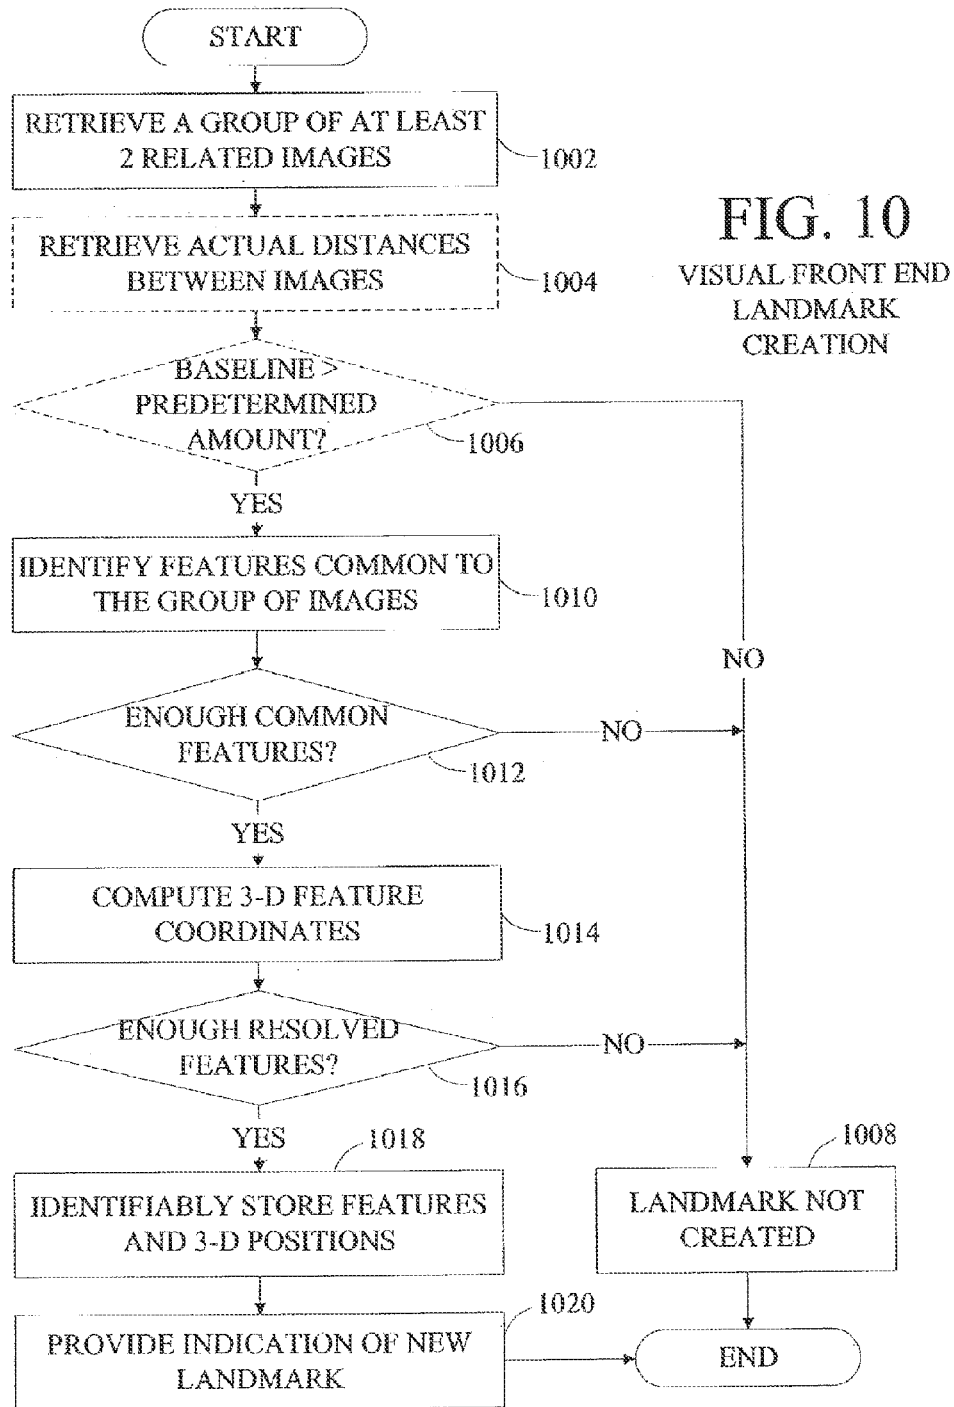 START
RETRIEVE A GROUP OF AT LEAST
2 RELATED IMAGES
1002
FIG. 10
VISUAL FRONT END
LANDMARK
CREATION
RETRIEVE ACTUAL DISTANCES
BETWEEN IMAGES
1004
BASELINE >
PREDETERMINED
AMOUNT?
1006
YES
NO
IDENTIFY FEATURES COMMON TO
THE GROUP OF IMAGES
1010
ENOUGH COMMON
FEATURES?
1012
NO
YES
COMPUTE 3-D FEATURE
COORDINATES
1014
ENOUGH RESOLVED
FEATURES?
1016
NO
YES
1018
IDENTIFIABLY STORE FEATURES
AND 3-D POSITIONS
1008
LANDMARK NOT
CREATED
1020
PROVIDE INDICATION OF NEW
LANDMARK
END